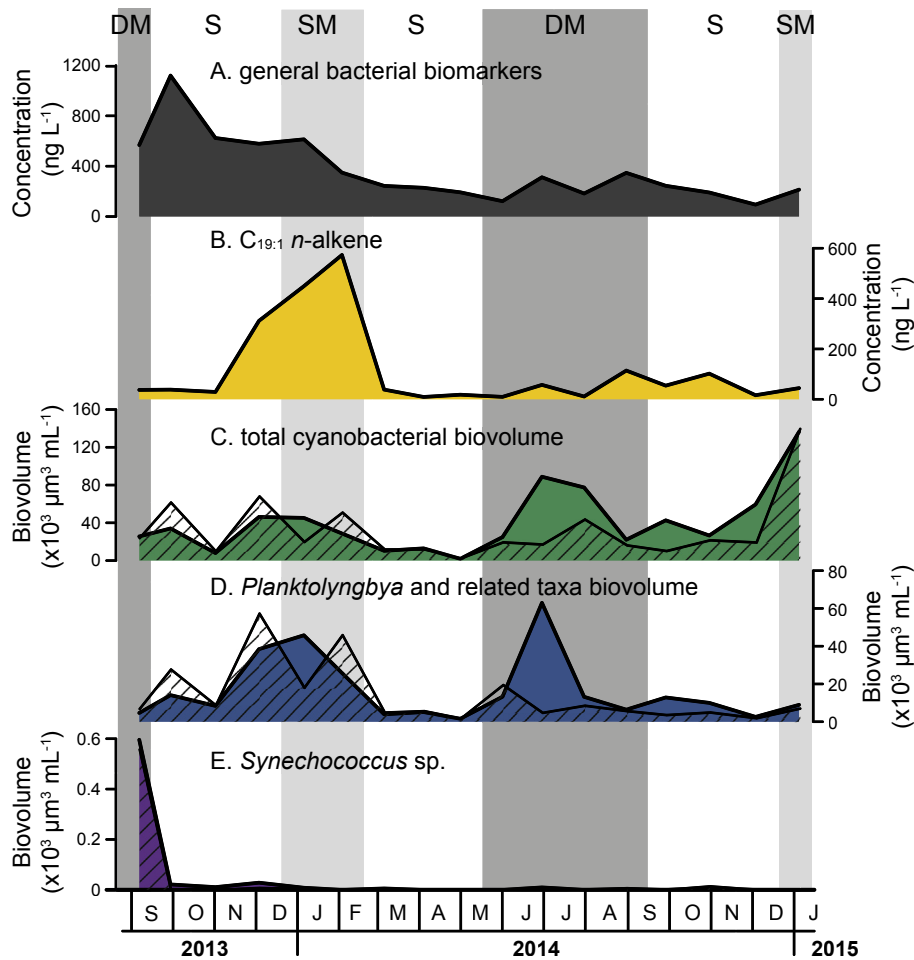 DM S SM S DM S SM
A. general bacterial biomarkers
1200
800
400
0
Concentration
(ng L-1)
B. C19:1 n-alkene
600
400
200
0
Concentration
(ng L-1)
C. total cyanobacterial biovolume
160
120
80
40
0
Biovolume
(x10³ µm³ mL-1)
D. Planktolyngbya and related taxa biovolume
80
60
40
20
0
Biovolume
(x10³ µm³ mL-1)
E. Synechococcus sp.
0.6
0.4
0.2
0
Biovolume
(x10³ µm³ mL-1)
S O N D J F M A M J J A S O N D J
2013 2014 2015